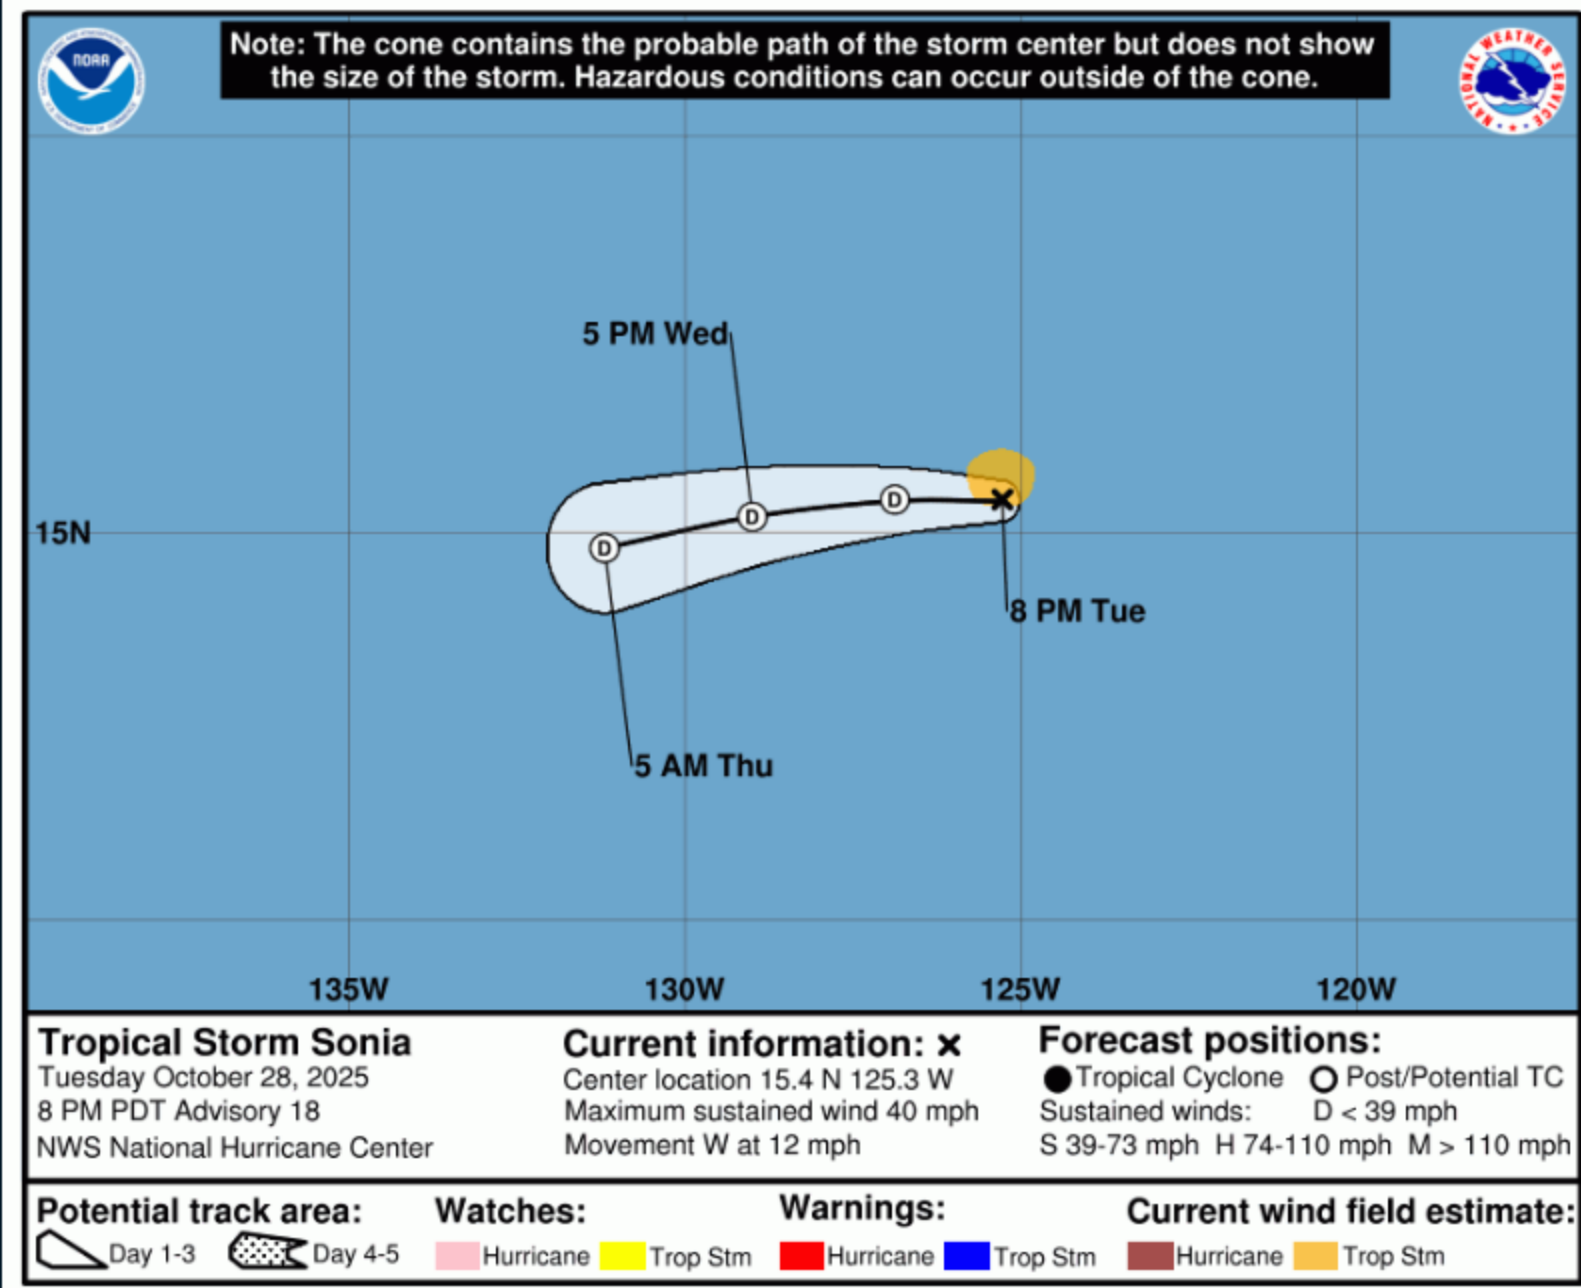 Note: The cone contains the probable path of the storm center but does not show
the size of the storm. Hazardous conditions can occur outside of the cone.
NOAA
NATIONAL WEATHER SERVICE
5 PM Wed
D
D
D
15N
8 PM Tue
5 AM Thu
135W 130W 125W 120W
Tropical Storm Sonia
Tuesday October 28, 2025
8 PM PDT Advisory 18
NWS National Hurricane Center
Current information: ×
Center location 15.4 N 125.3 W
Maximum sustained wind 40 mph
Movement W at 12 mph
Forecast positions:
Tropical Cyclone Post/Potential TC
Sustained winds: D < 39 mph
S 39-73 mph H 74-110 mph M > 110 mph
Potential track area:
Day 1-3 Day 4-5
Watches:
Hurricane Trop Stm
Warnings:
Hurricane Trop Stm
Current wind field estimate:
Hurricane Trop Stm